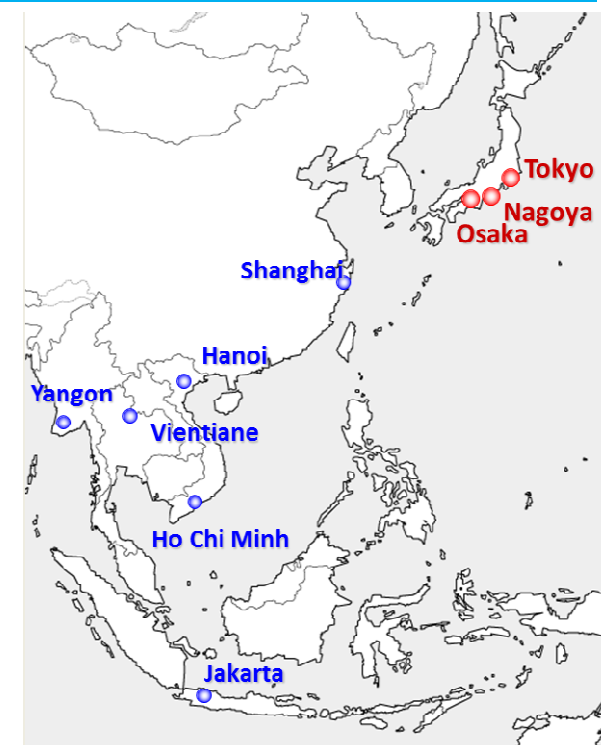 Tokyo
Nagoya
Osaka
Shanghai
Hanoi
Yangon
Vientiane
Ho Chi Minh
Jakarta